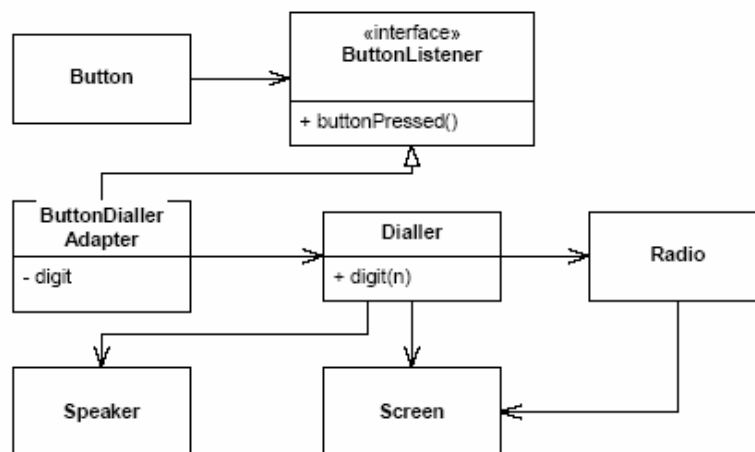 «interface»
ButtonListener
Button
+ buttonPressed()
ButtonDialler
Adapter
- digit
Dialler
+ digit(n)
Radio
Speaker
Screen